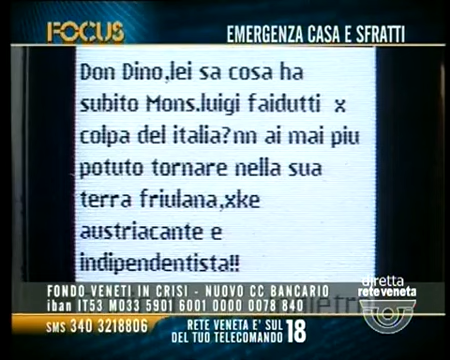 FOCUS
EMERGENZA CASA E SFRATTI
Don Dino,lei sa cosa ha
subito Mons.luigi faidutti x
colpa del italia?nn ai mai piu
potuto tornare nella sua
terra friulana,xke
austriacante e
indipendentista!!
diretta
reteveneta
FONDO VENETI IN CRISI - NUOVO CC BANCARIO
iban IT53 M033 5901 6001 0000 0078 840
SMS 340 3218806
RETE VENETA E' SUL
DEL TUO TELECOMANDO 18